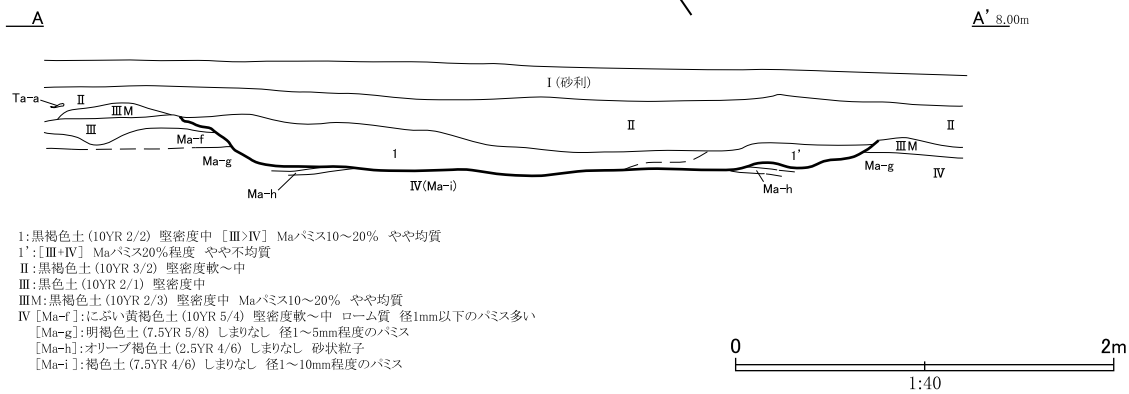 A
A' 8.00m
I (砂利)
Ta-a
II
III M
III
Ma-f
Ma-g
Ma-h
1
IV(Ma-i)
II
1'
Ma-h
Ma-g
II
III M
IV
1:黒褐色土(10YR 2/2) 堅密度中 [III>IV] Maパミス10～20% やや均質
1':[III+IV] Maパミス20%程度 やや不均質
II:黒褐色土(10YR 3/2) 堅密度軟～中
III:黒色土(10YR 2/1) 堅密度中
III M:黒褐色土(10YR 2/3) 堅密度中 Maパミス10～20% やや均質
IV [Ma-f]:にぶい黄褐色土(10YR 5/4) 堅密度軟～中 ローム質 径1mm以下のパミス多い
[Ma-g]:明褐色土(7.5YR 5/8) しまりなし 径1～5mm程度のパミス
[Ma-h]:オリーブ褐色土(2.5YR 4/6) しまりなし 砂状粒子
[Ma-i]:褐色土(7.5YR 4/6) しまりなし 径1～10mm程度のパミス
0 2m
1:40